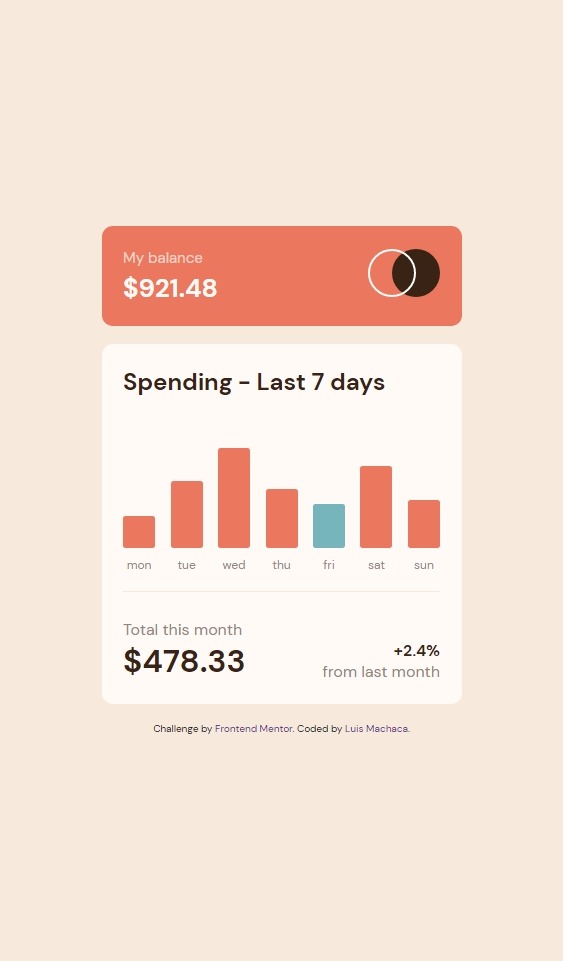 My balance
$921.48
Spending - Last 7 days
mon tue wed thu fri sat sun
Total this month
$478.33
+2.4%
from last month
Challenge by Frontend Mentor. Coded by Luis Machaca.